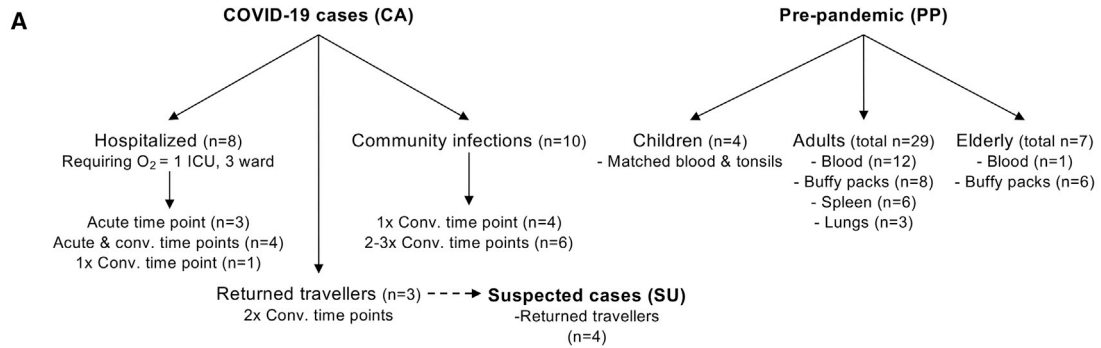 A
COVID-19 cases (CA)
Hospitalized (n=8)
Requiring O₂ = 1 ICU, 3 ward
Acute time point (n=3)
Acute & conv. time points (n=4)
1x Conv. time point (n=1)
Community infections (n=10)
1x Conv. time point (n=4)
2-3x Conv. time points (n=6)
Returned travellers (n=3)
2x Conv. time points
Suspected cases (SU)
-Returned travellers
(n=4)
Pre-pandemic (PP)
Children (n=4)
- Matched blood & tonsils
Adults (total n=29)
- Blood (n=12)
- Buffy packs (n=8)
- Spleen (n=6)
- Lungs (n=3)
Elderly (total n=7)
- Blood (n=1)
- Buffy packs (n=6)